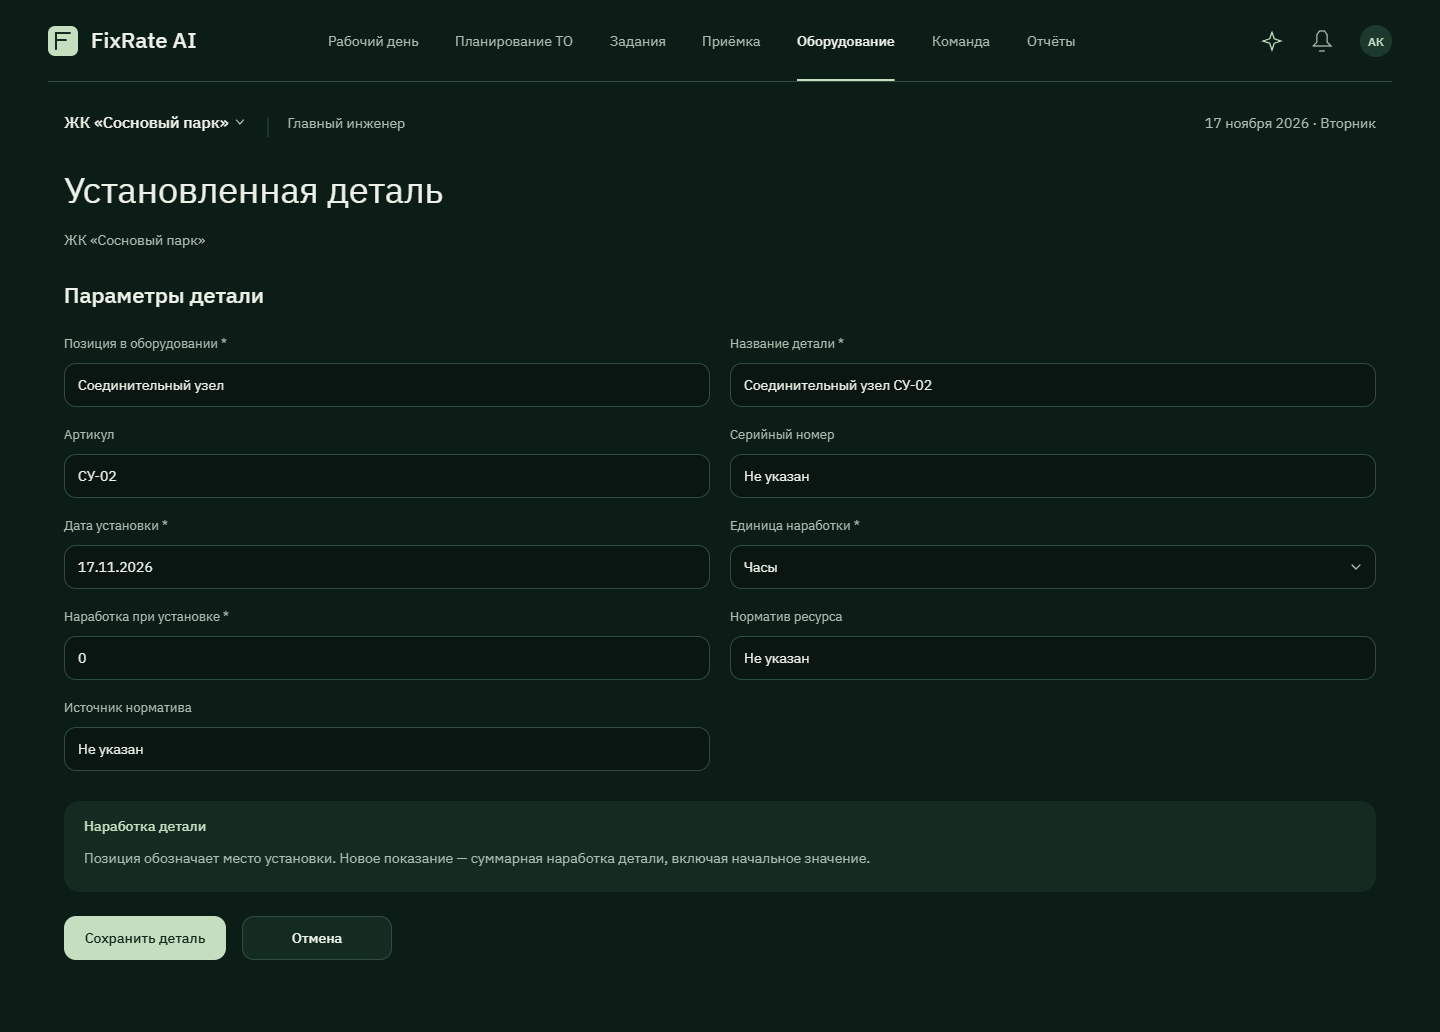 FixRate AI
Рабочий день
Планирование ТО
Задания
Приёмка
Оборудование
Команда
Отчёты
АК
ЖК «Сосновый парк»
Главный инженер
17 ноября 2026 · Вторник
Установленная деталь
ЖК «Сосновый парк»
Параметры детали
Позиция в оборудовании *
Название детали *
Соединительный узел
Соединительный узел СУ-02
Артикул
Серийный номер
СУ-02
Не указан
Дата установки *
Единица наработки *
17.11.2026
Часы
Наработка при установке *
Норматив ресурса
0
Не указан
Источник норматива
Не указан
Наработка детали
Позиция обозначает место установки. Новое показание — суммарная наработка детали, включая начальное значение.
Сохранить деталь
Отмена